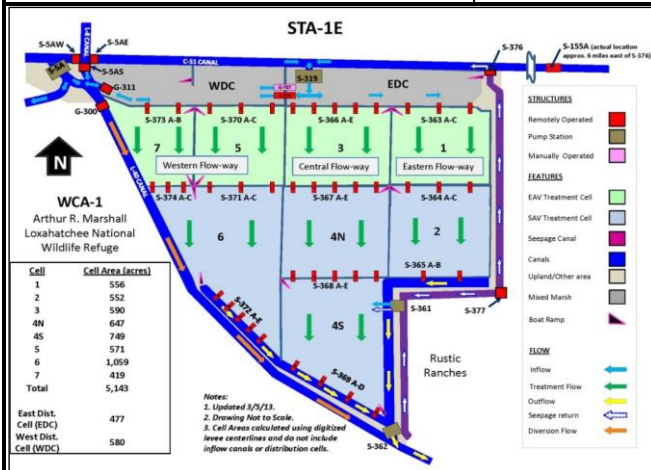 STA-1E
S-5AW
L-8 CANAL
S-5AE
S-5A
S-5AS
G-311
G-300
C-51 CANAL
S-319
S-376
S-155A (actual location
approx. 6 miles east of S-376)
WDC
EDC
S-373 A-B
S-370 A-C
S-366 A-E
S-363 A-C
7
5
3
1
Western Flow-way
Central Flow-way
Eastern Flow-way
S-374 A-C
S-371 A-C
S-367 A-E
S-364 A-C
N
WCA-1
Arthur R. Marshall
Loxahatchee National
Wildlife Refuge
L-40 CANAL
6
4N
2
S-365 A-B
S-368 A-E
S-372 A-E
4S
S-361
S-377
S-369 A-D
S-362
Rustic
Ranches
Cell Cell Area (acres)
1 556
2 552
3 590
4N 647
4S 749
5 571
6 1,059
7 419
Total 5,143
East Dist.
Cell (EDC) 477
West Dist.
Cell (WDC) 580
Notes:
1. Updated 3/5/13.
2. Drawing Not to Scale.
3. Cell Areas calculated using digitized
levee centerlines and do not include
inflow canals or distribution cells.
STRUCTURES
Remotely Operated
Pump Station
Manually Operated
FEATURES
EAV Treatment Cell
SAV Treatment Cell
Seepage Canal
Canals
Upland/Other area
Mixed Marsh
Boat Ramp
FLOW
Inflow
Treatment Flow
Outflow
Seepage return
Diversion Flow